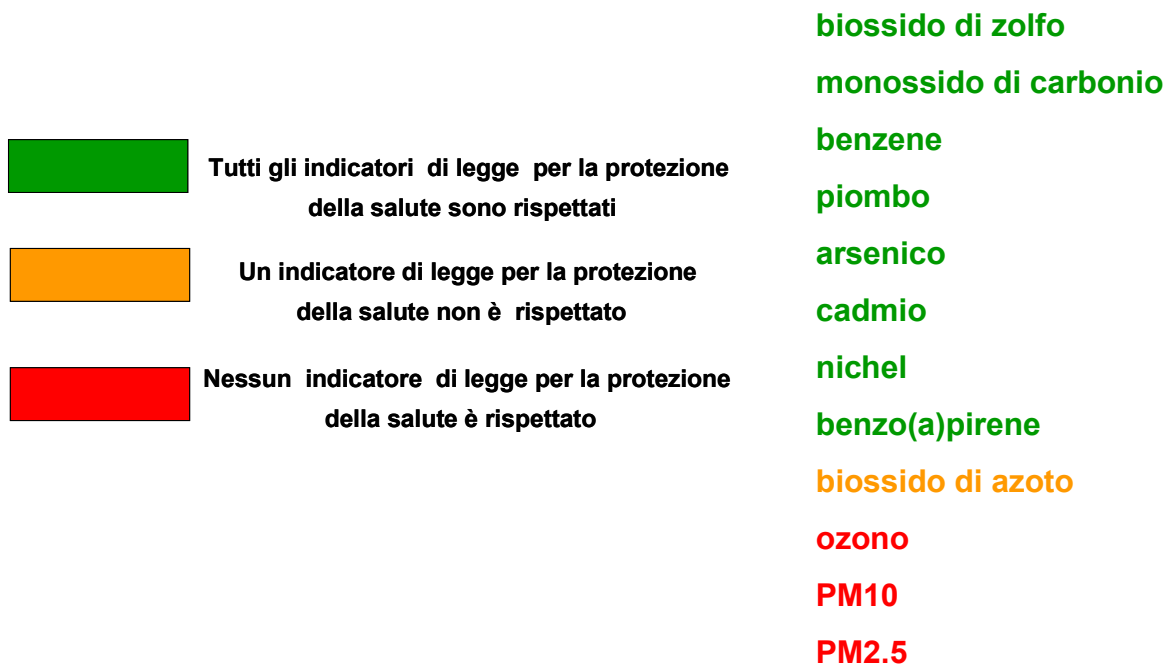 Tutti gli indicatori di legge per la protezione
della salute sono rispettati
Un indicatore di legge per la protezione
della salute non è rispettato
Nessun indicatore di legge per la protezione
della salute è rispettato
biossido di zolfo
monossido di carbonio
benzene
piombo
arsenico
cadmio
nichel
benzo(a)pirene
biossido di azoto
ozono
PM10
PM2.5